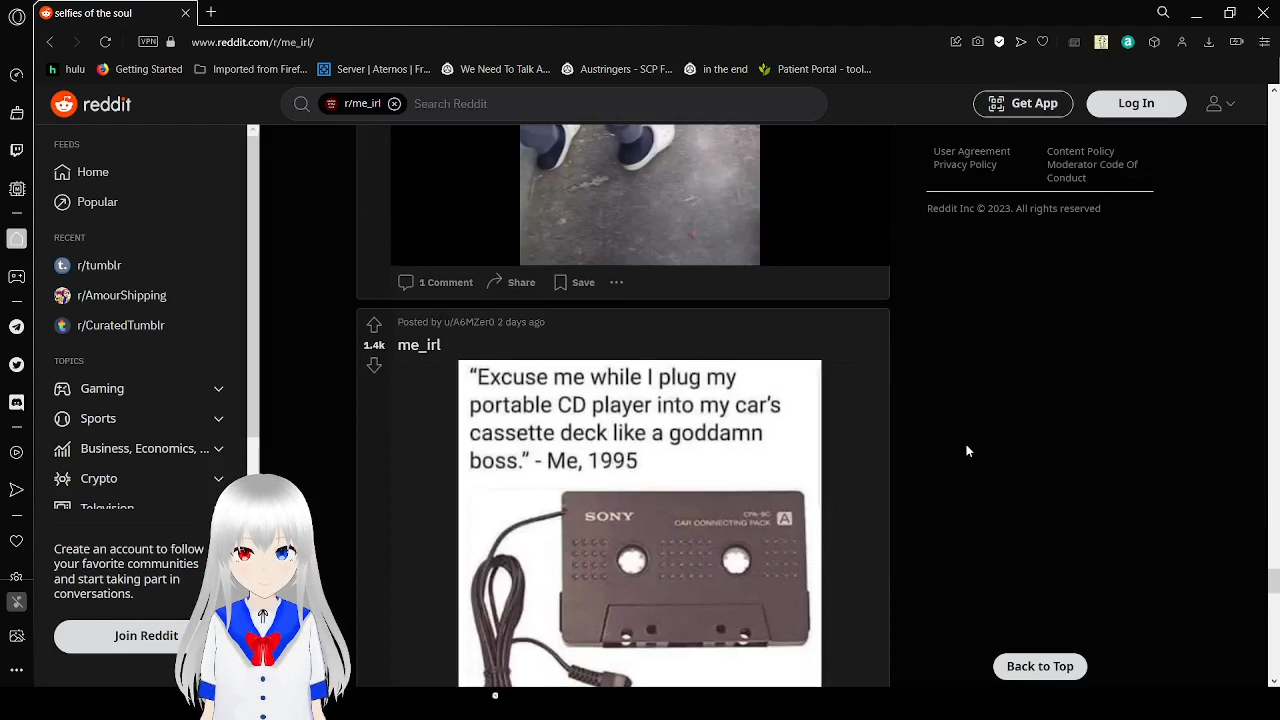 selfies of the soul
VPN
www.reddit.com/r/me_irl/
hulu
Getting Started
Imported from Firef...
Server | Aternos | Fr...
We Need To Talk A...
Austringers - SCP F...
in the end
Patient Portal - tool...
reddit
r/me_irl
Search Reddit
Get App
Log In
FEEDS
Home
Popular
RECENT
r/tumblr
r/AmourShipping
r/CuratedTumblr
TOPICS
Gaming
Sports
Business, Economics, ...
Crypto
Television
Create an account to follow
your favorite communities
and start taking part in
conversations.
Join Reddit
1 Comment
Share
Save
Posted by u/A6MZer0 2 days ago
1.4k
me_irl
“Excuse me while I plug my
portable CD player into my car’s
cassette deck like a goddamn
boss.” - Me, 1995
SONY
CPA-9C
CAR CONNECTING PACK
A
User Agreement
Privacy Policy
Content Policy
Moderator Code Of
Conduct
Reddit Inc © 2023. All rights reserved
Back to Top